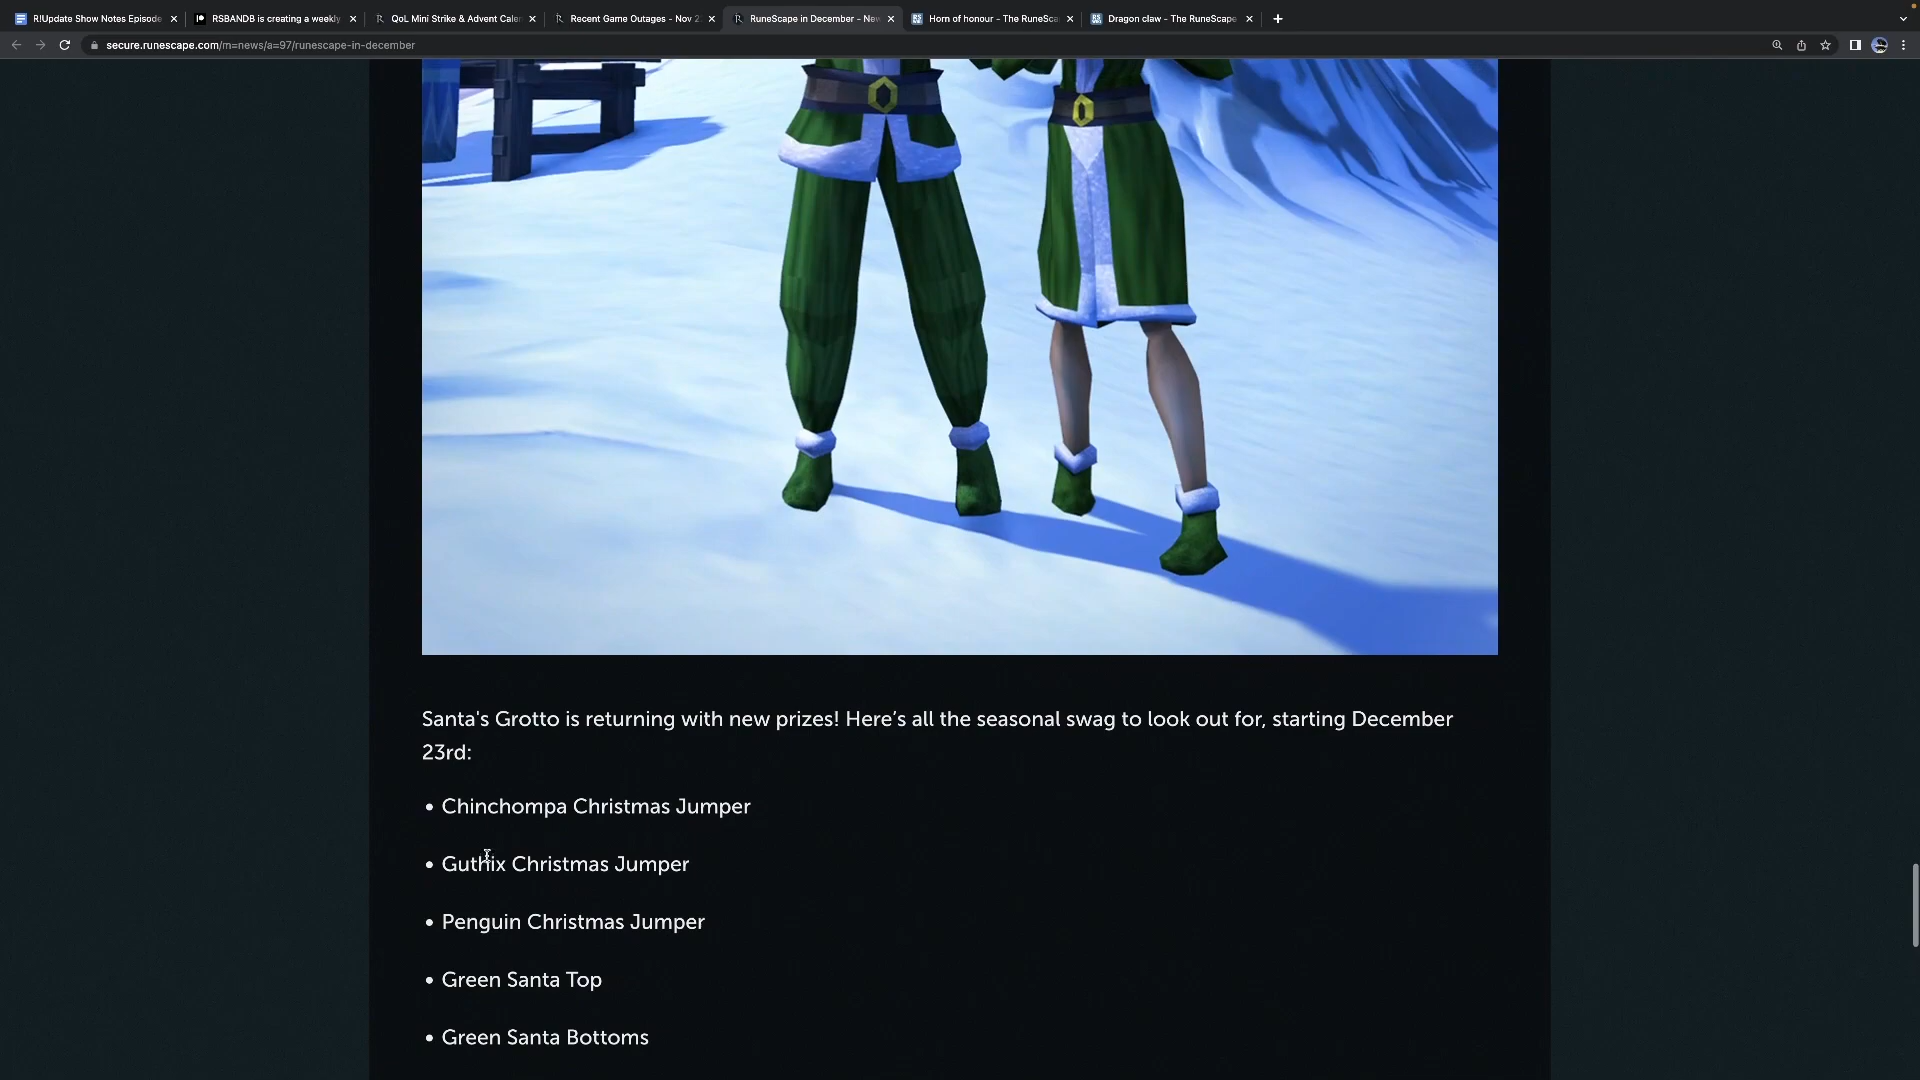 R!Update Show Notes Episode
RSBANDB is creating a weekly
QoL Mini Strike & Advent Cale
Recent Game Outages - Nov 2
RuneScape in December - New
Horn of honour - The RuneSca
Dragon claw - The RuneScape
secure.runescape.com/m=news/a=97/runescape-in-december
Santa's Grotto is returning with new prizes! Here’s all the seasonal swag to look out for, starting December
23rd:
• Chinchompa Christmas Jumper
• Guthix Christmas Jumper
• Penguin Christmas Jumper
• Green Santa Top
• Green Santa Bottoms